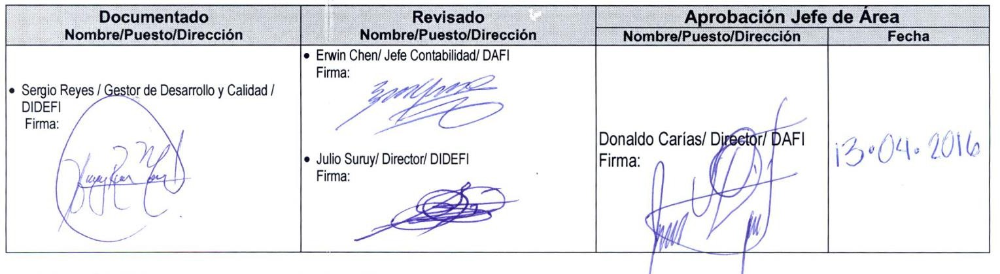 Documentado
Nombre/Puesto/Dirección
Revisado
Nombre/Puesto/Dirección
Aprobación Jefe de Área
Nombre/Puesto/Dirección
Fecha
• Sergio Reyes / Gestor de Desarrollo y Calidad /
DIDEFI
Firma:
• Erwin Chen/ Jefe Contabilidad/ DAFI
Firma:
• Julio Suruy/ Director/ DIDEFI
Firma:
Donaldo Carías/ Director/ DAFI
Firma:
13.04.2016